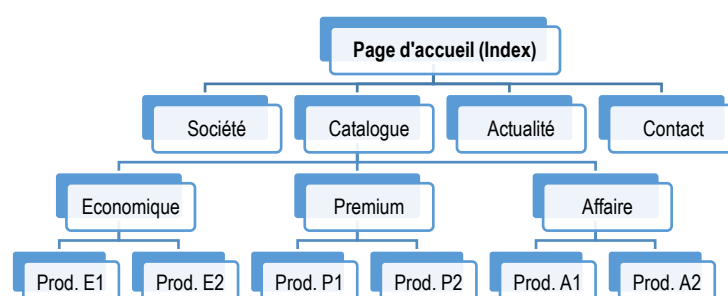 Page d'accueil (Index)
Société
Catalogue
Actualité
Contact
Economique
Premium
Affaire
Prod. E1
Prod. E2
Prod. P1
Prod. P2
Prod. A1
Prod. A2